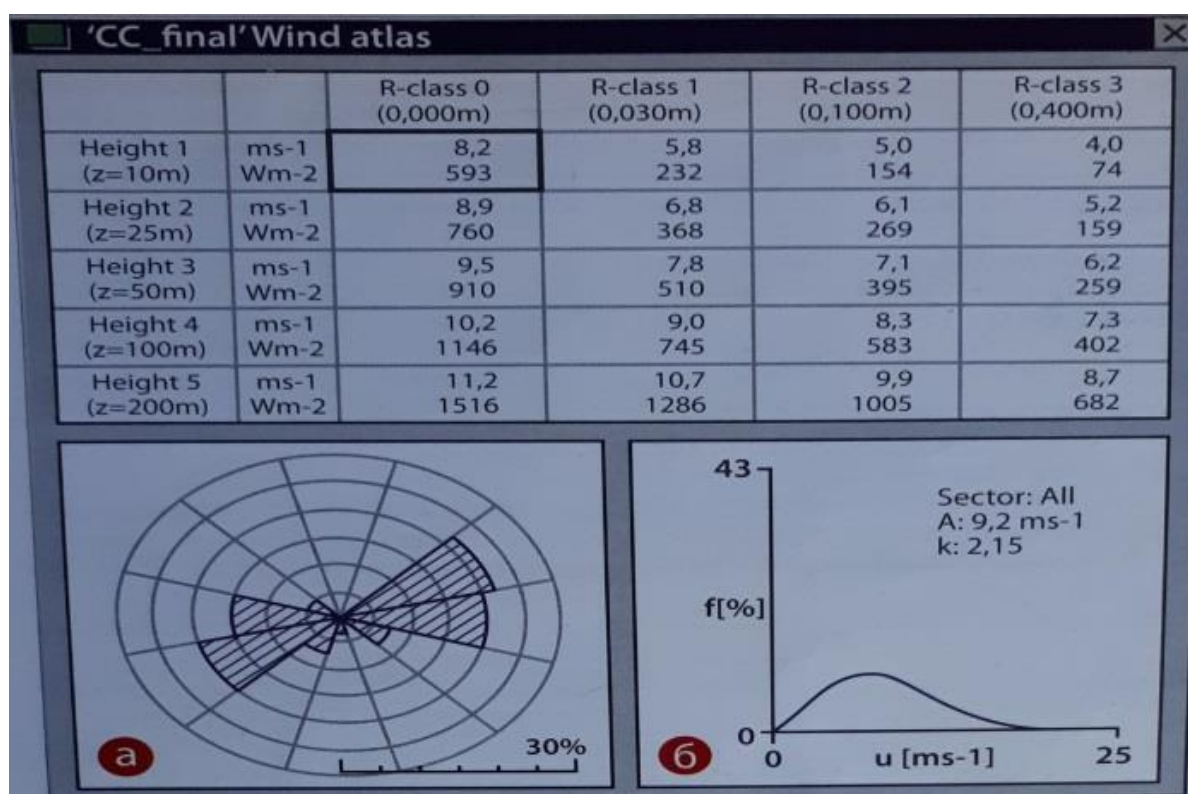 'CC_final' Wind atlas
R-class 0 R-class 1 R-class 2 R-class 3
(0,000m) (0,030m) (0,100m) (0,400m)
Height 1 ms-1 8,2 5,8 5,0 4,0
(z=10m) Wm-2 593 232 154 74
Height 2 ms-1 8,9 6,8 6,1 5,2
(z=25m) Wm-2 760 368 269 159
Height 3 ms-1 9,5 7,8 7,1 6,2
(z=50m) Wm-2 910 510 395 259
Height 4 ms-1 10,2 9,0 8,3 7,3
(z=100m) Wm-2 1146 745 583 402
Height 5 ms-1 11,2 10,7 9,9 8,7
(z=200m) Wm-2 1516 1286 1005 682
30%
а
43
Sector: All
A: 9,2 ms-1
k: 2,15
f[%]
0
0 u [ms-1] 25
б